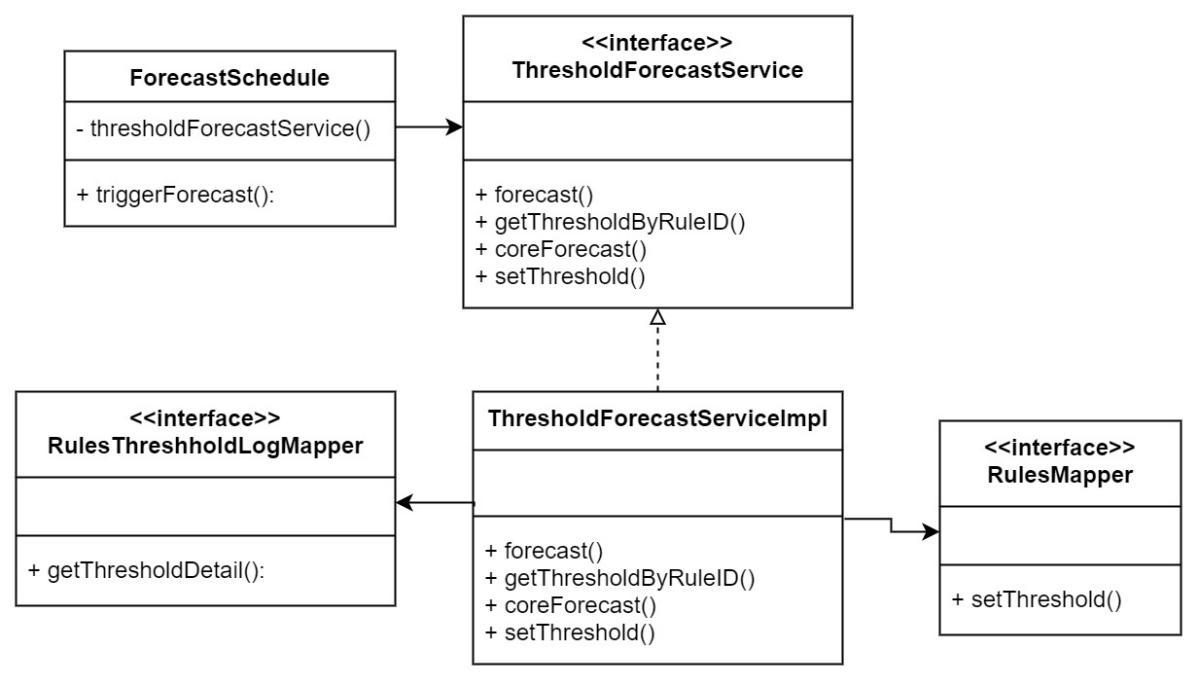 ForecastSchedule
- thresholdForecastService()
+ triggerForecast():
<<interface>>
ThresholdForecastService
+ forecast()
+ getThresholdByRuleID()
+ coreForecast()
+ setThreshold()
<<interface>>
RulesThreshholdLogMapper
+ getThresholdDetail():
ThresholdForecastServiceImpl
+ forecast()
+ getThresholdByRuleID()
+ coreForecast()
+ setThreshold()
<<interface>>
RulesMapper
+ setThreshold()